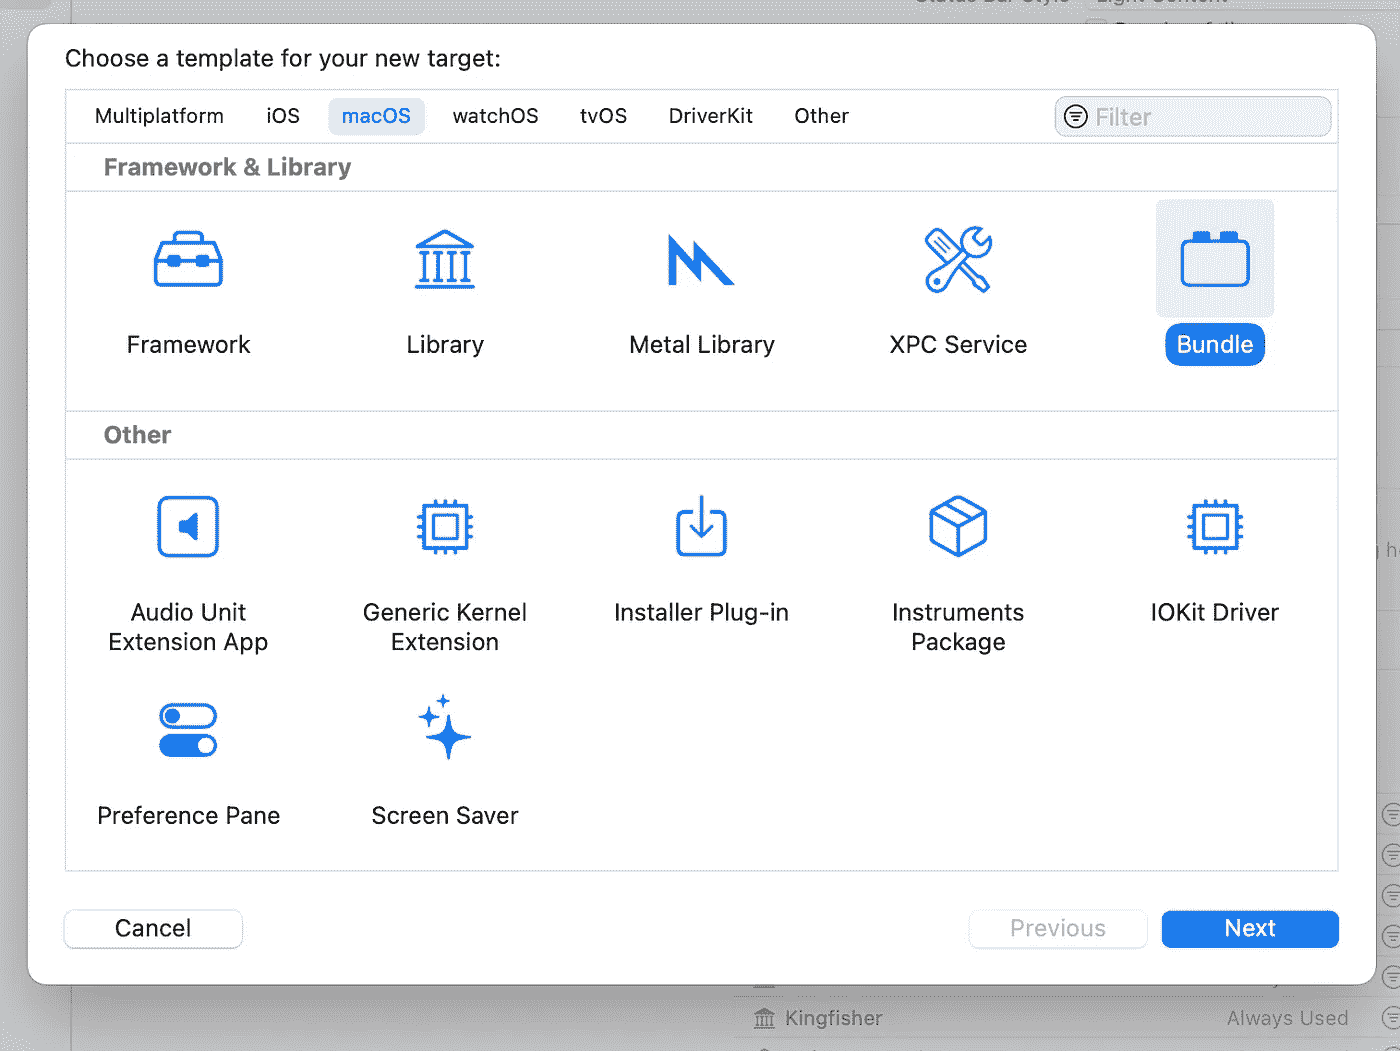 Choose a template for your new target:
Multiplatform iOS macOS watchOS tvOS DriverKit Other Filter
Framework & Library
Framework Library Metal Library XPC Service Bundle
Other
Audio Unit Extension App
Generic Kernel Extension
Installer Plug-in
Instruments Package
IOKit Driver
Preference Pane Screen Saver
Cancel Previous Next
Kingfisher Always Used